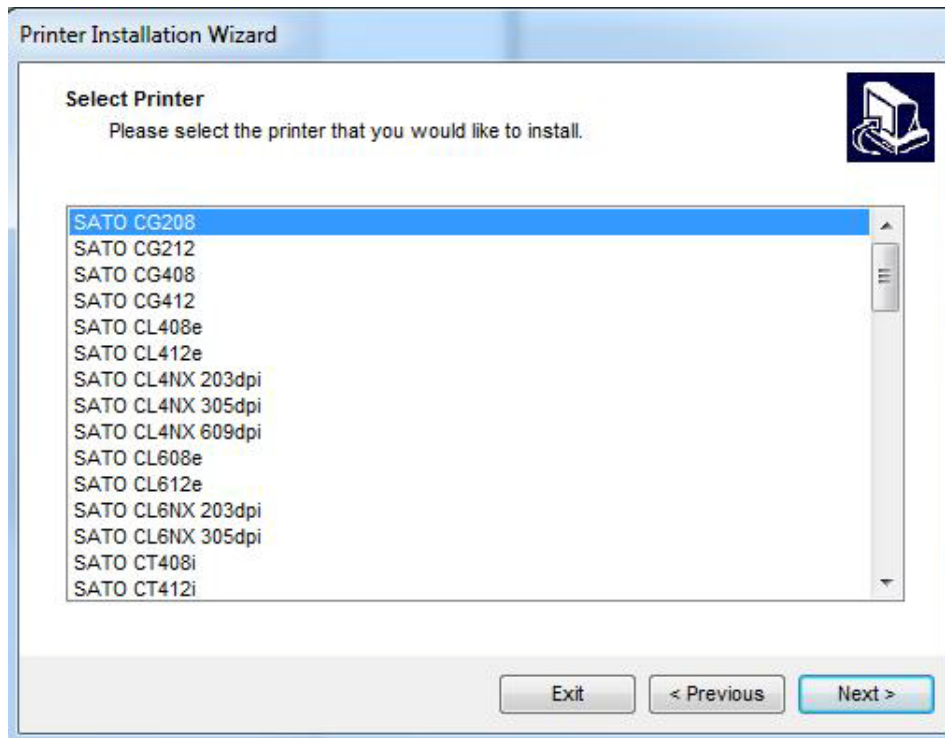 Printer Installation Wizard
Select Printer
Please select the printer that you would like to install.
SATO CG208
SATO CG212
SATO CG408
SATO CG412
SATO CL408e
SATO CL412e
SATO CL4NX 203dpi
SATO CL4NX 305dpi
SATO CL4NX 609dpi
SATO CL608e
SATO CL612e
SATO CL6NX 203dpi
SATO CL6NX 305dpi
SATO CT408i
SATO CT412i
Exit
< Previous
Next >